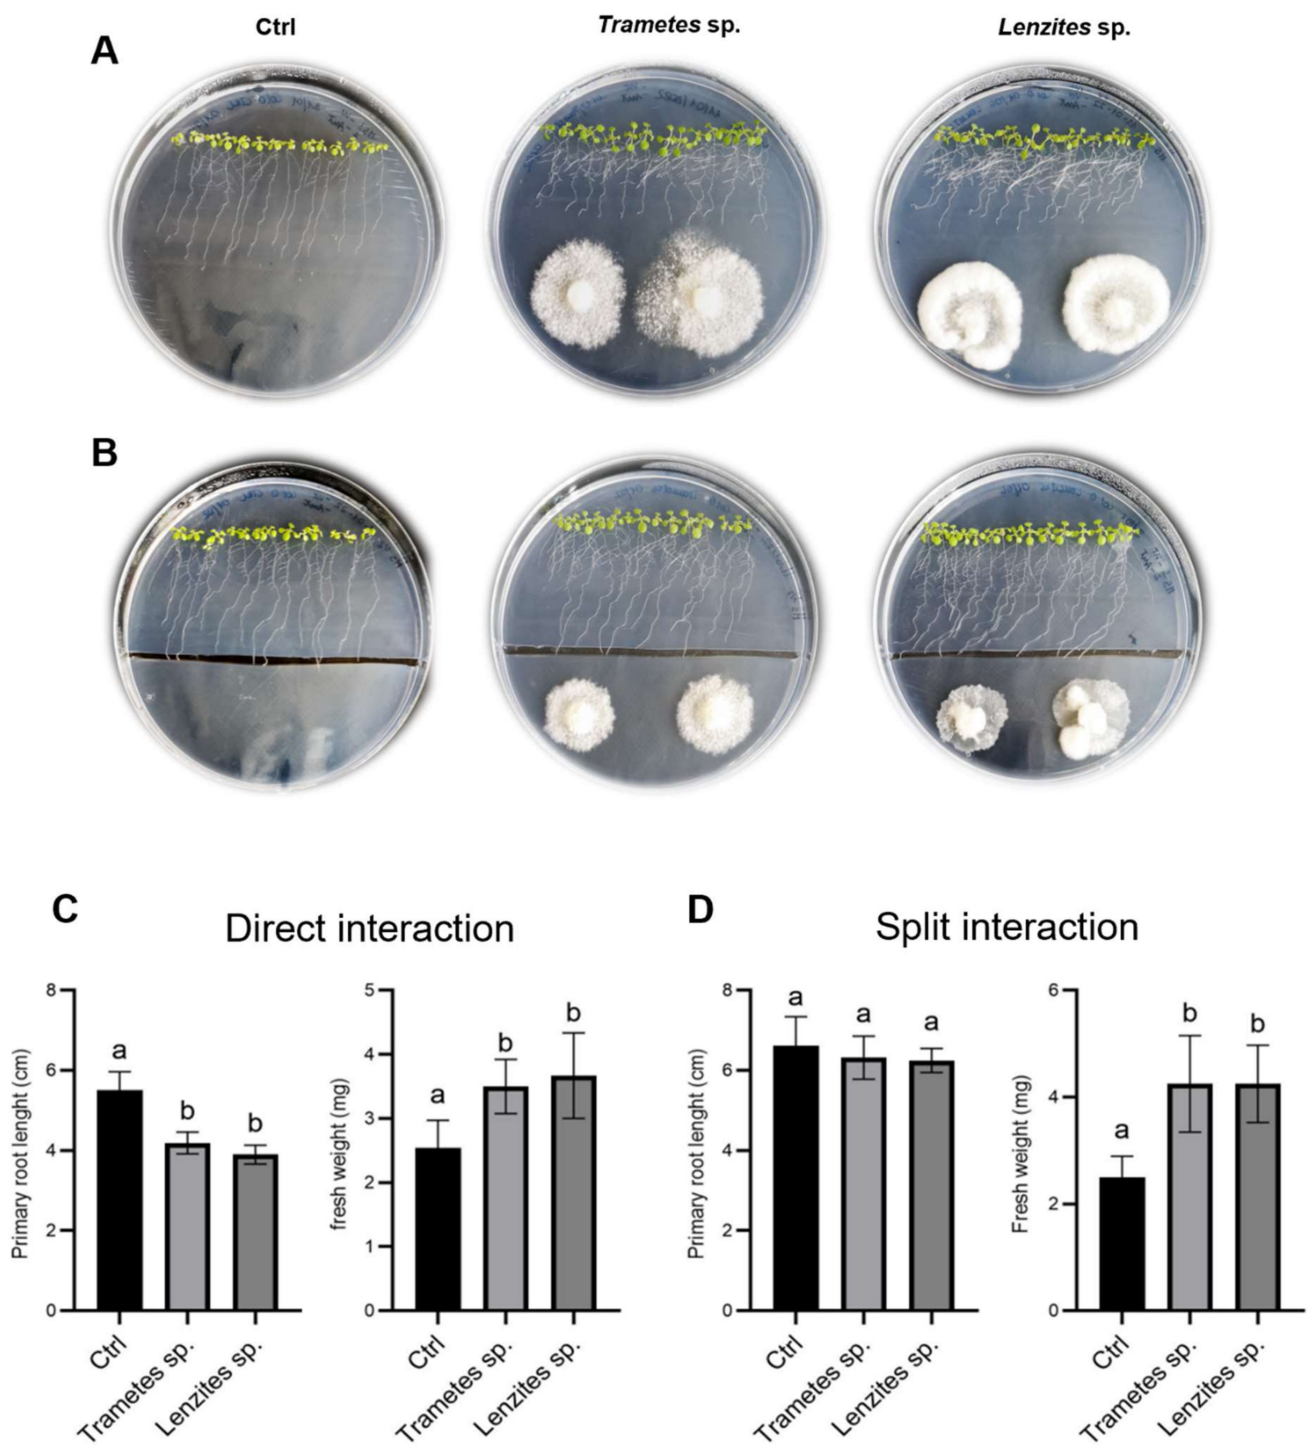 Ctrl
Trametes sp.
Lenzites sp.
A
B
C
Direct interaction
D
Split interaction
Primary root lenght (cm)
8
6
4
2
0
a
b
b
Ctrl
Trametes sp.
Lenzites sp.
fresh weight (mg)
5
4
3
2
1
0
a
b
b
Ctrl
Trametes sp.
Lenzites sp.
Primary root lenght (cm)
8
6
4
2
0
a
a
a
Ctrl
Trametes sp.
Lenzites sp.
Fresh weight (mg)
6
4
2
0
a
b
b
Ctrl
Trametes sp.
Lenzites sp.